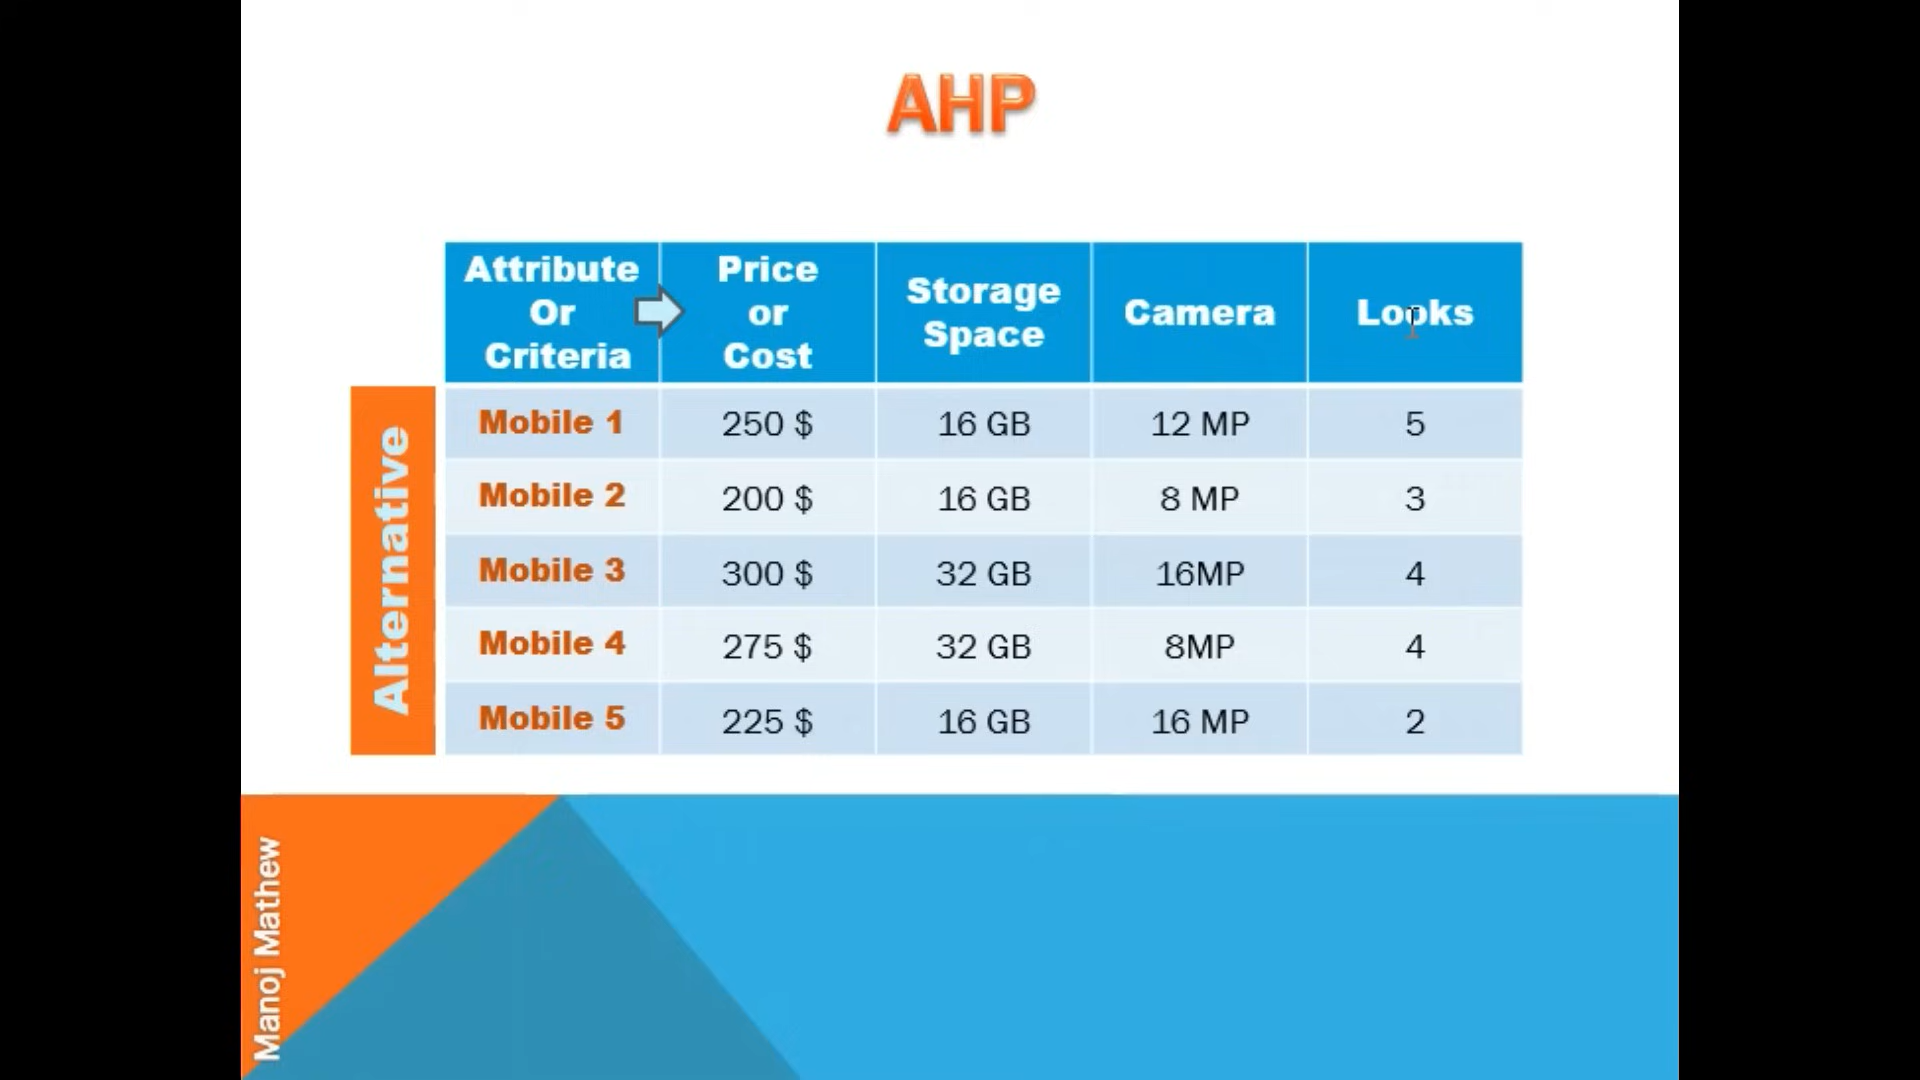 AHP
Attribute
Or
Criteria
Price
or
Cost
Storage
Space
Camera
Looks
Alternative
Mobile 1 250 $ 16 GB 12 MP 5
Mobile 2 200 $ 16 GB 8 MP 3
Mobile 3 300 $ 32 GB 16MP 4
Mobile 4 275 $ 32 GB 8MP 4
Mobile 5 225 $ 16 GB 16 MP 2
Manoj Mathew